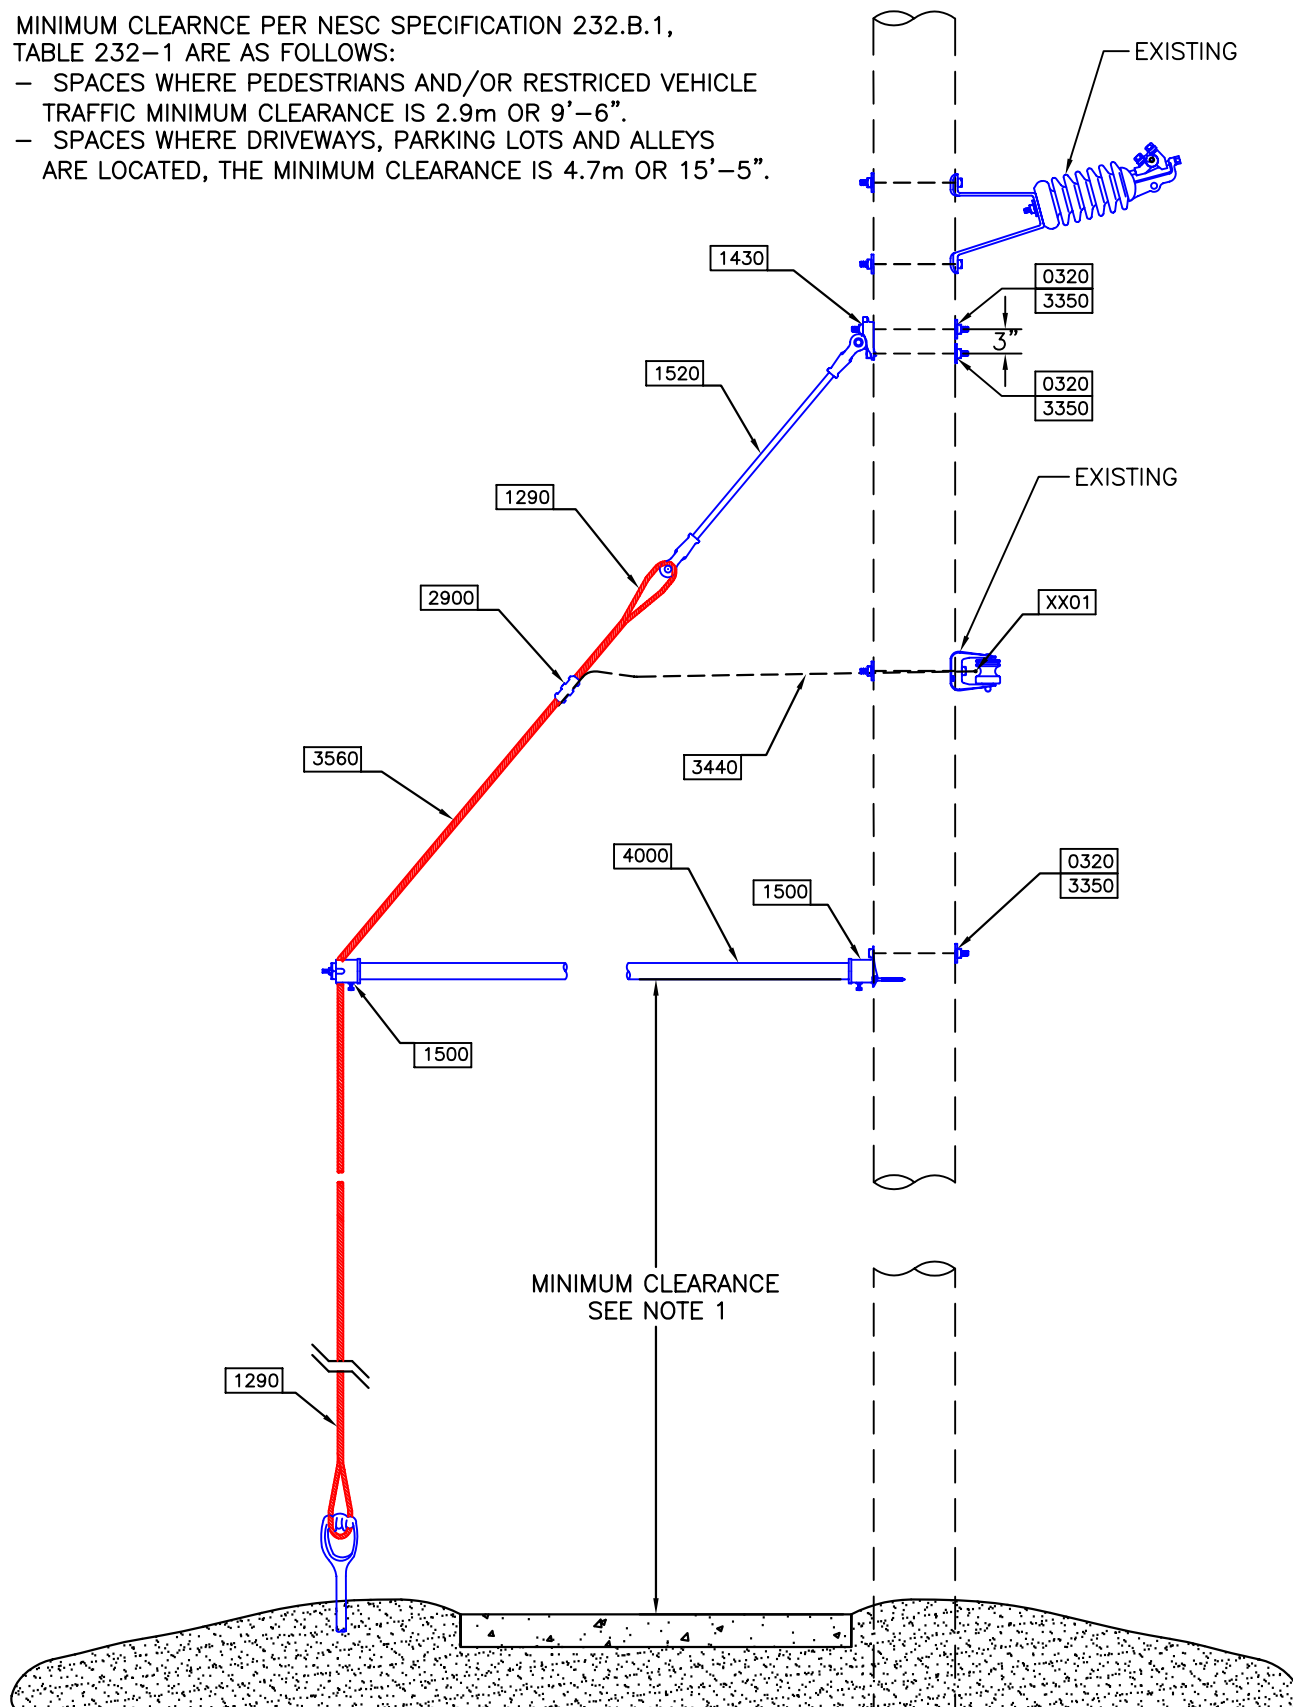 MINIMUM CLEARNCE PER NESC SPECIFICATION 232.B.1,
TABLE 232-1 ARE AS FOLLOWS:
- SPACES WHERE PEDESTRIANS AND/OR RESTRICED VEHICLE
TRAFFIC MINIMUM CLEARANCE IS 2.9m OR 9'-6".
- SPACES WHERE DRIVEWAYS, PARKING LOTS AND ALLEYS
ARE LOCATED, THE MINIMUM CLEARANCE IS 4.7m OR 15'-5".
EXISTING
1430
0320
3350
3"
1520
0320
3350
EXISTING
1290
2900
XX01
3560
3440
4000
1500
0320
3350
1500
MINIMUM CLEARANCE
SEE NOTE 1
1290